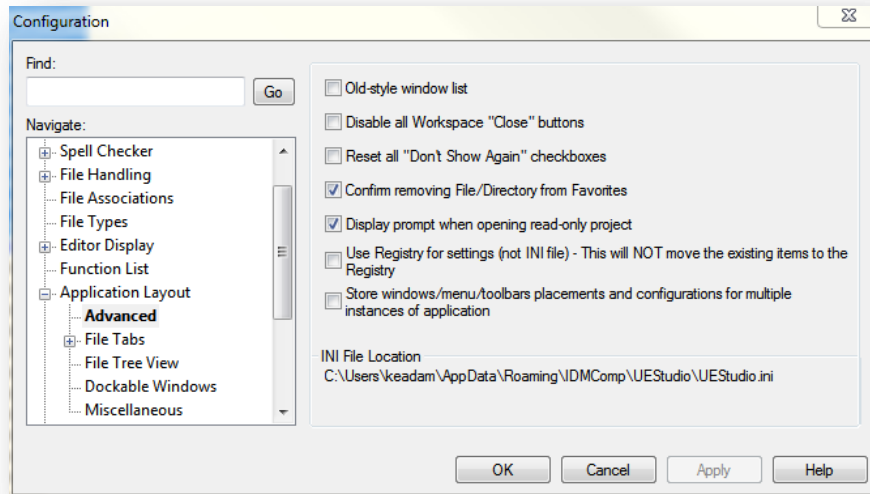 Configuration
Find:
Go
Navigate:
Spell Checker
File Handling
File Associations
File Types
Editor Display
Function List
Application Layout
Advanced
File Tabs
File Tree View
Dockable Windows
Miscellaneous
Old-style window list
Disable all Workspace "Close" buttons
Reset all "Don't Show Again" checkboxes
Confirm removing File/Directory from Favorites
Display prompt when opening read-only project
Use Registry for settings (not INI file) - This will NOT move the existing items to the
Registry
Store windows/menu/toolbars placements and configurations for multiple
instances of application
INI File Location
C:\Users\keadam\AppData\Roaming\IDMComp\UEStudio\UEStudio.ini
OK
Cancel
Apply
Help